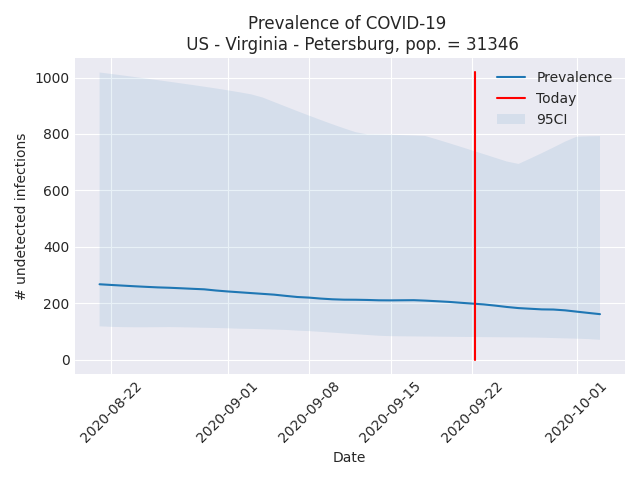 Prevalence of COVID-19
US - Virginia - Petersburg, pop. = 31346
Prevalence
Today
95CI
1000
800
600
400
200
0
# undetected infections
2020-08-22
2020-09-01
2020-09-08
2020-09-15
2020-09-22
2020-10-01
Date